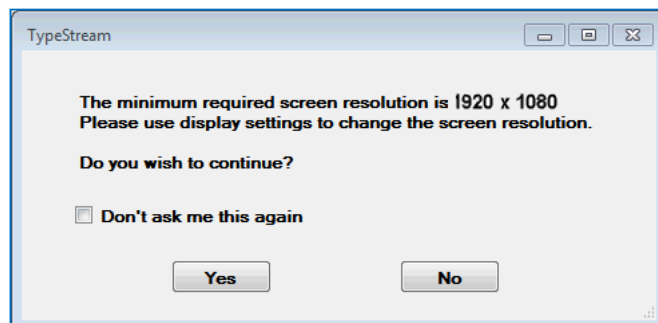 TypeStream
The minimum required screen resolution is 1920 x 1080
Please use display settings to change the screen resolution.
Do you wish to continue?
Don't ask me this again
Yes No